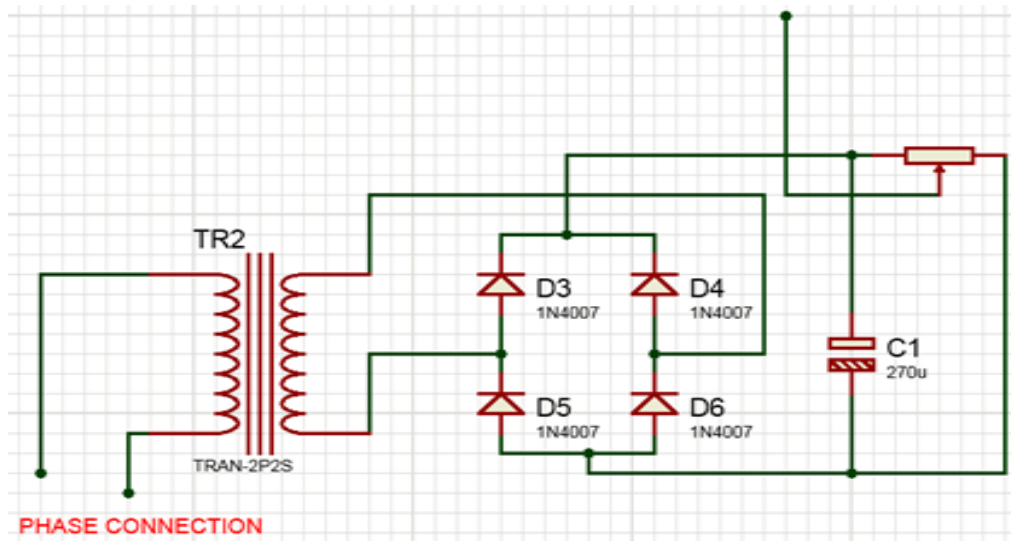 TR2
TRAN-2P2S
D3
1N4007
D4
1N4007
C1
270u
D5
1N4007
D6
1N4007
PHASE CONNECTION